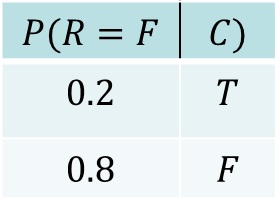 P(R = F | C)
0.2 T
0.8 F